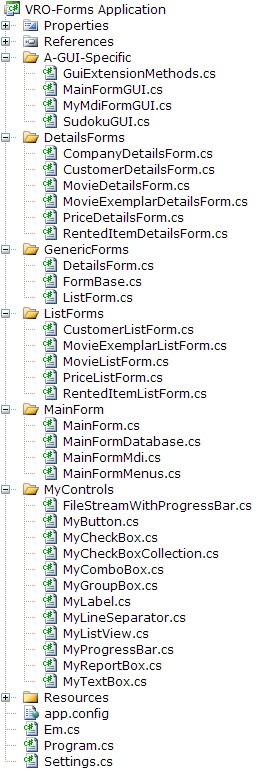 VRO-Forms Application
Properties
References
A-GUI-Specific
GuiExtensionMethods.cs
MainFormGUI.cs
MyMdiFormGUI.cs
SudokuGUI.cs
DetailsForms
CompanyDetailsForm.cs
CustomerDetailsForm.cs
MovieDetailsForm.cs
MovieExemplarDetailsForm.cs
PriceDetailsForm.cs
RentedItemDetailsForm.cs
GenericForms
DetailsForm.cs
FormBase.cs
ListForm.cs
ListForms
CustomerListForm.cs
MovieExemplarListForm.cs
MovieListForm.cs
PriceListForm.cs
RentedItemListForm.cs
MainForm
MainForm.cs
MainFormDatabase.cs
MainFormMdi.cs
MainFormMenus.cs
MyControls
FileStreamWithProgressBar.cs
MyButton.cs
MyCheckBox.cs
MyCheckBoxCollection.cs
MyComboBox.cs
MyGroupBox.cs
MyLabel.cs
MyLineSeparator.cs
MyListView.cs
MyProgressBar.cs
MyReportBox.cs
MyTextBox.cs
Resources
app.config
Em.cs
Program.cs
Settings.cs